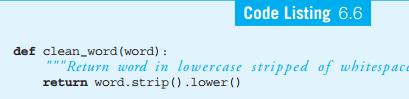 Code Listing 6.6
def clean_word(word):
"""Return word in lowercase stripped of whitespace
return word.strip().lower()